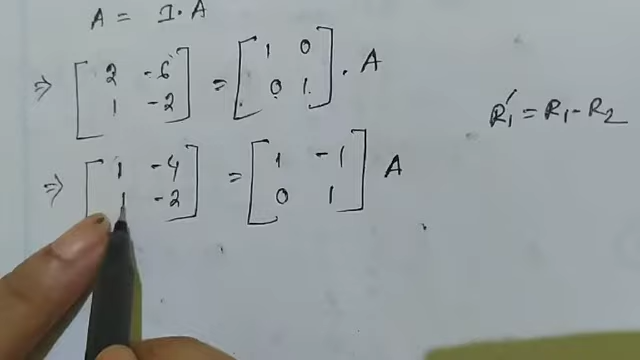 A = I . A
⇒ [2 -6; 1 -2] = [1 0; 0 1] . A
R₁′ = R₁ - R₂
⇒ [1 -4; 1 -2] = [1 -1; 0 1] A